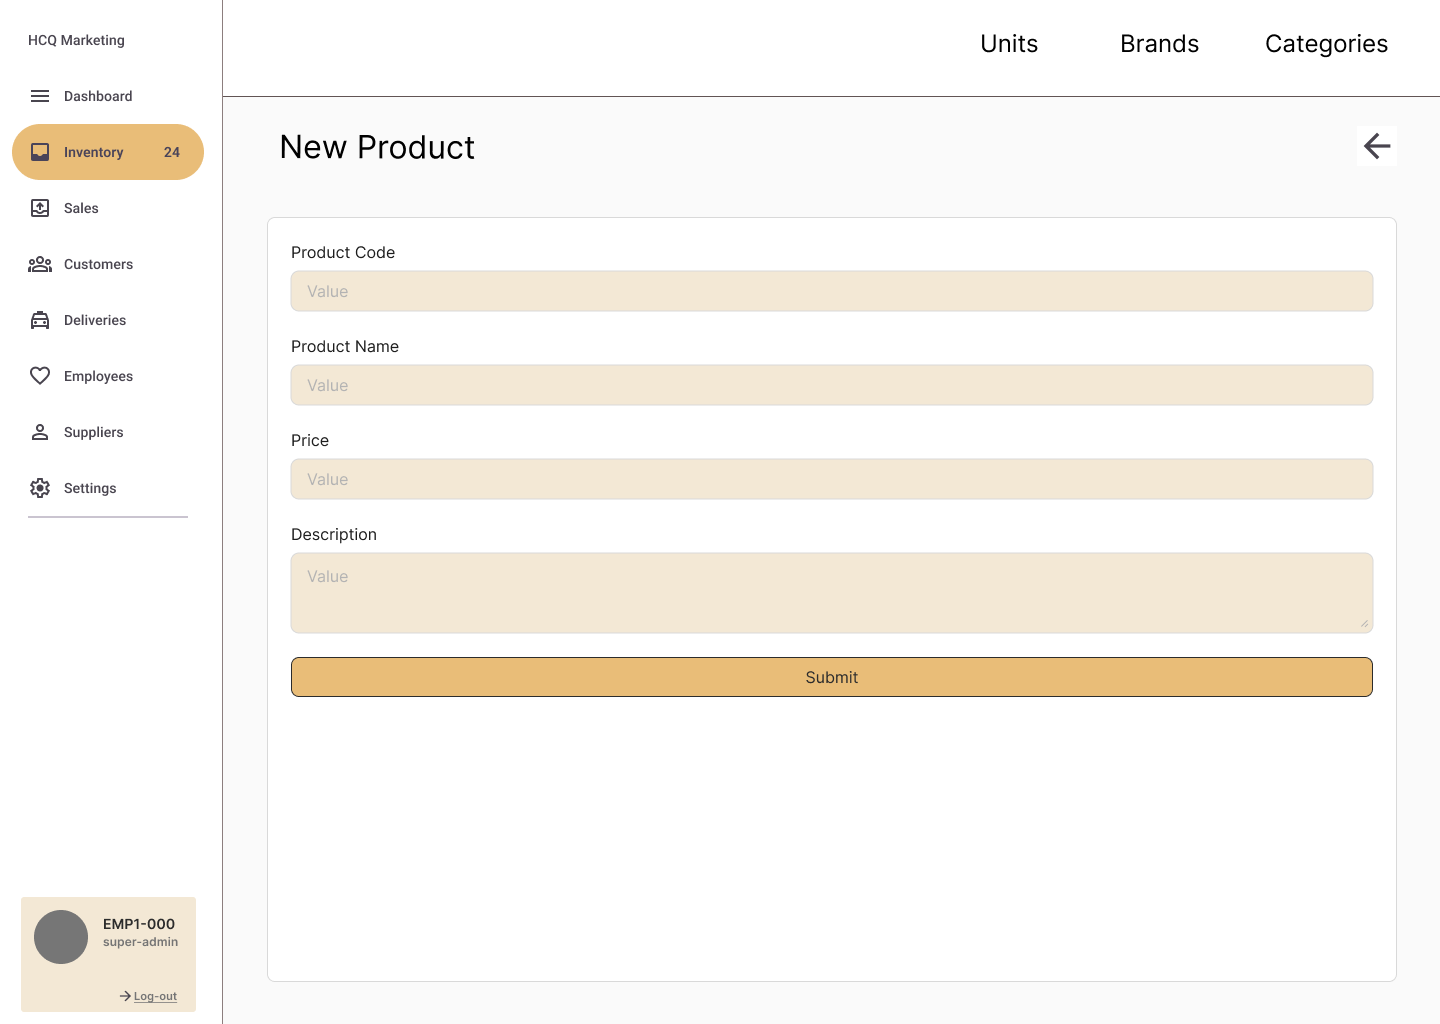 HCQ Marketing
Dashboard
Inventory 24
Sales
Customers
Deliveries
Employees
Suppliers
Settings
EMP1-000
super-admin
Log-out
Units Brands Categories
New Product
Product Code
Value
Product Name
Value
Price
Value
Description
Value
Submit